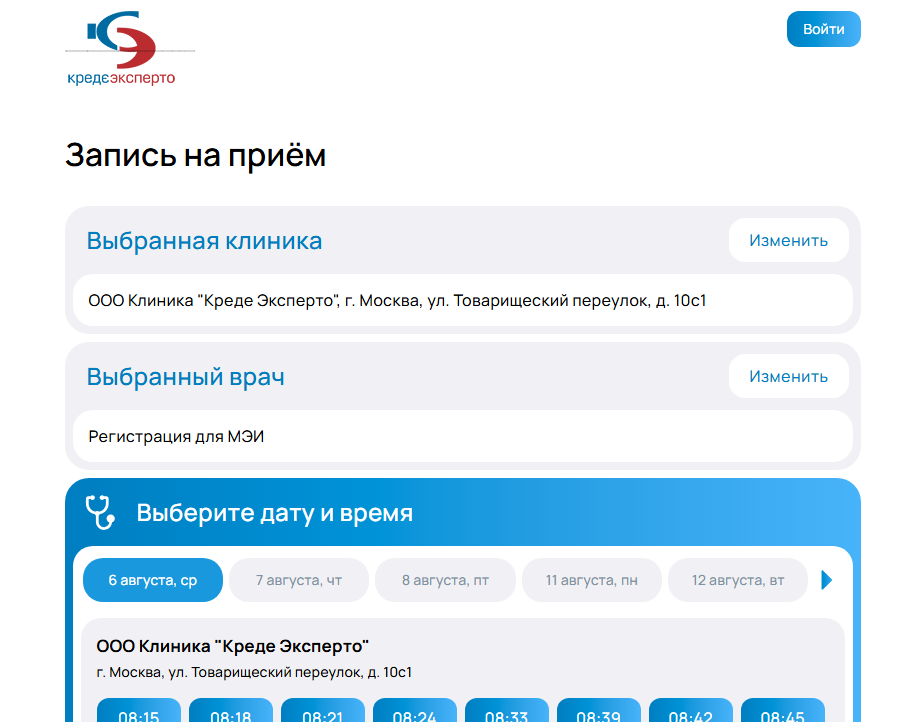 Войти
кредєэксперто
Запись на приём
Выбранная клиника
Изменить
ООО Клиника "Креде Эксперто", г. Москва, ул. Товарищеский переулок, д. 10с1
Выбранный врач
Изменить
Регистрация для МЭИ
Выберите дату и время
6 августа, ср
7 августа, чт
8 августа, пт
11 августа, пн
12 августа, вт
ООО Клиника "Креде Эксперто"
г. Москва, ул. Товарищеский переулок, д. 10с1
08:15 08:18 08:21 08:24 08:33 08:39 08:42 08:45